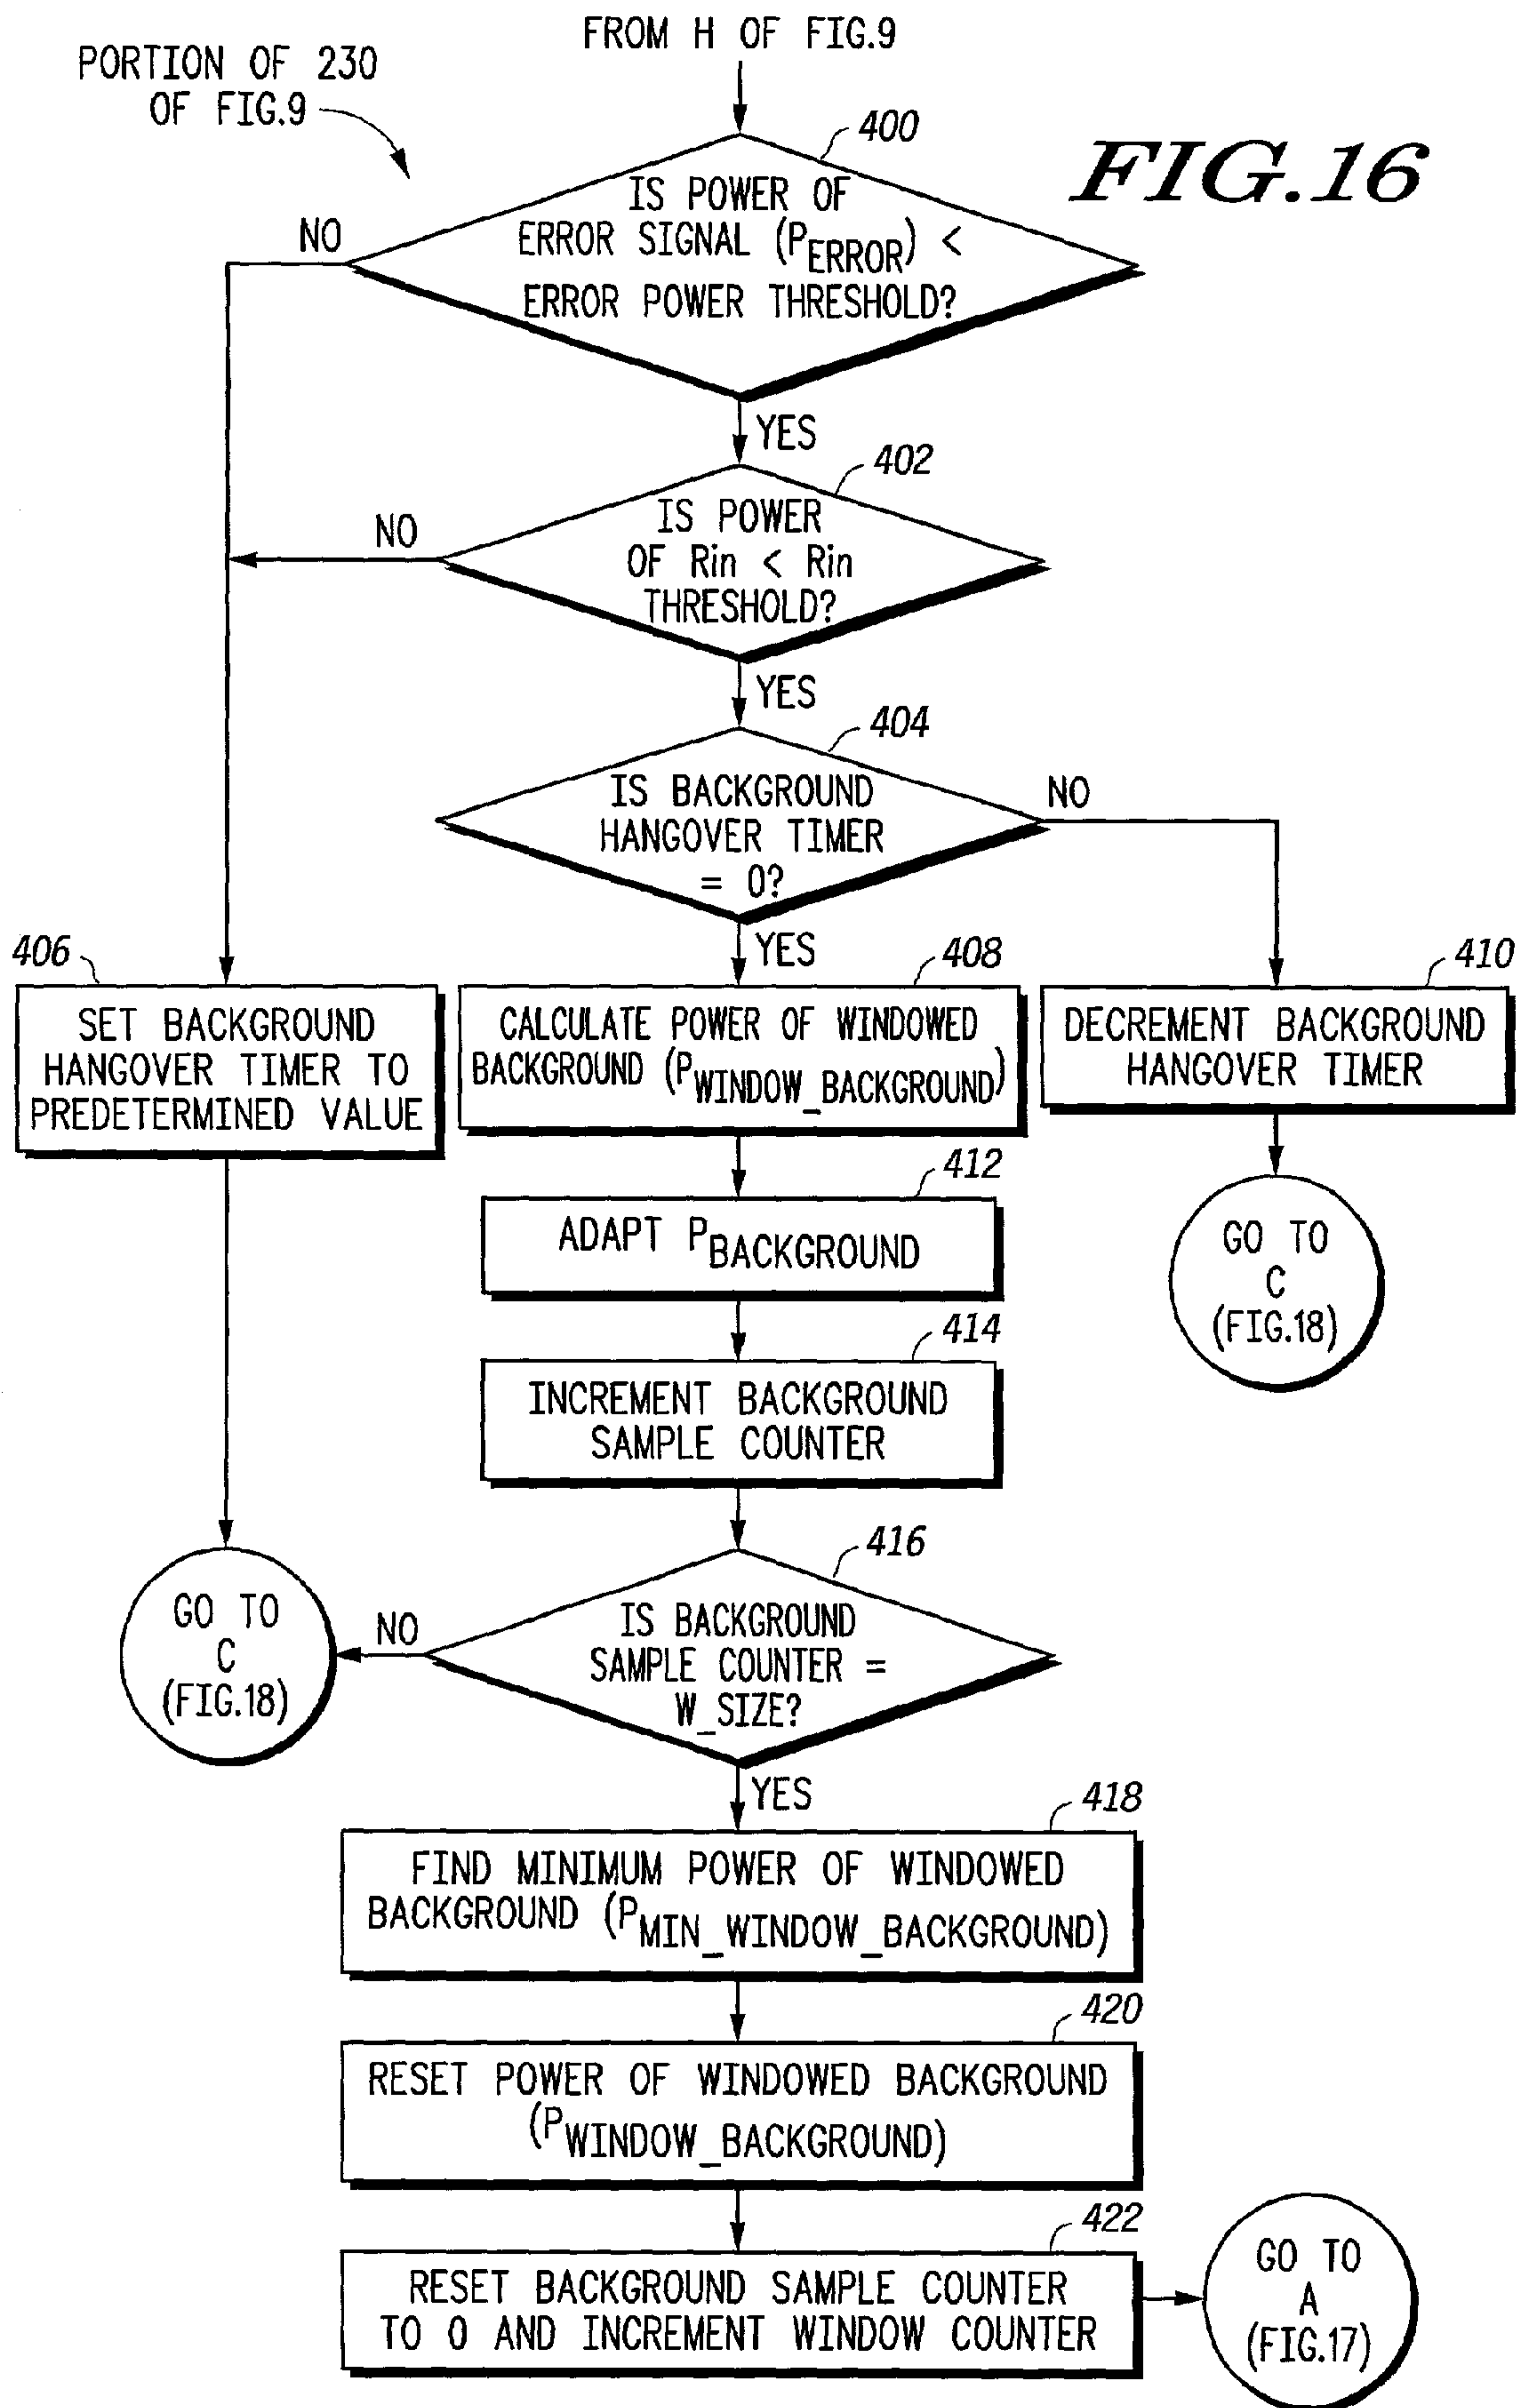 FROM H OF FIG.9
PORTION OF 230
OF FIG.9
FIG.16
400
IS POWER OF
ERROR SIGNAL (PERROR) <
ERROR POWER THRESHOLD?
NO
YES
402
IS POWER
OF Rin < Rin
THRESHOLD?
NO
YES
404
IS BACKGROUND
HANGOVER TIMER
= 0?
NO
YES
406
SET BACKGROUND
HANGOVER TIMER TO
PREDETERMINED VALUE
408
CALCULATE POWER OF WINDOWED
BACKGROUND (PWINDOW_BACKGROUND)
410
DECREMENT BACKGROUND
HANGOVER TIMER
GO TO
C
(FIG.18)
412
ADAPT PBACKGROUND
414
INCREMENT BACKGROUND
SAMPLE COUNTER
416
IS BACKGROUND
SAMPLE COUNTER =
W_SIZE?
NO
GO TO
C
(FIG.18)
YES
418
FIND MINIMUM POWER OF WINDOWED
BACKGROUND (PMIN_WINDOW_BACKGROUND)
420
RESET POWER OF WINDOWED BACKGROUND
(PWINDOW_BACKGROUND)
422
RESET BACKGROUND SAMPLE COUNTER
TO 0 AND INCREMENT WINDOW COUNTER
GO TO
A
(FIG.17)